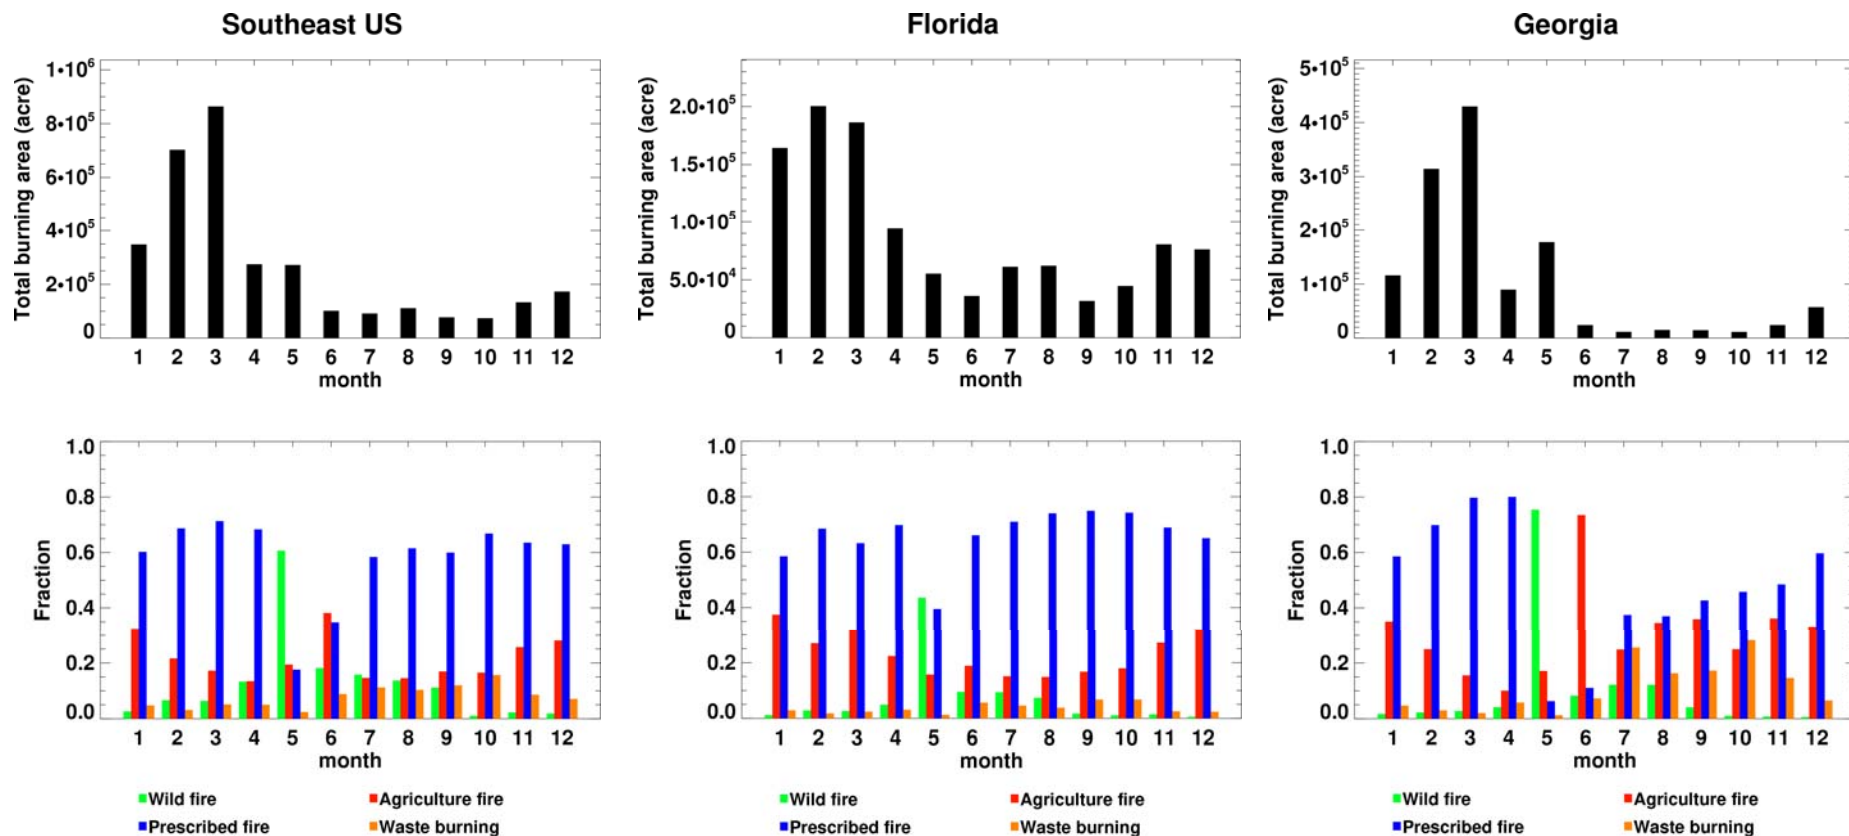 Southeast US
Total burning area (acre)
1•10⁶
8•10⁵
6•10⁵
4•10⁵
2•10⁵
0
1 2 3 4 5 6 7 8 9 10 11 12
month
Florida
Total burning area (acre)
2.0•10⁵
1.5•10⁵
1.0•10⁵
5.0•10⁴
0
1 2 3 4 5 6 7 8 9 10 11 12
month
Georgia
Total burning area (acre)
5•10⁵
4•10⁵
3•10⁵
2•10⁵
1•10⁵
0
1 2 3 4 5 6 7 8 9 10 11 12
month
Fraction
1.0
0.8
0.6
0.4
0.2
0.0
1 2 3 4 5 6 7 8 9 10 11 12
month
Wild fire
Agriculture fire
Prescribed fire
Waste burning
Fraction
1.0
0.8
0.6
0.4
0.2
0.0
1 2 3 4 5 6 7 8 9 10 11 12
month
Wild fire
Agriculture fire
Prescribed fire
Waste burning
Fraction
1.0
0.8
0.6
0.4
0.2
0.0
1 2 3 4 5 6 7 8 9 10 11 12
month
Wild fire
Agriculture fire
Prescribed fire
Waste burning